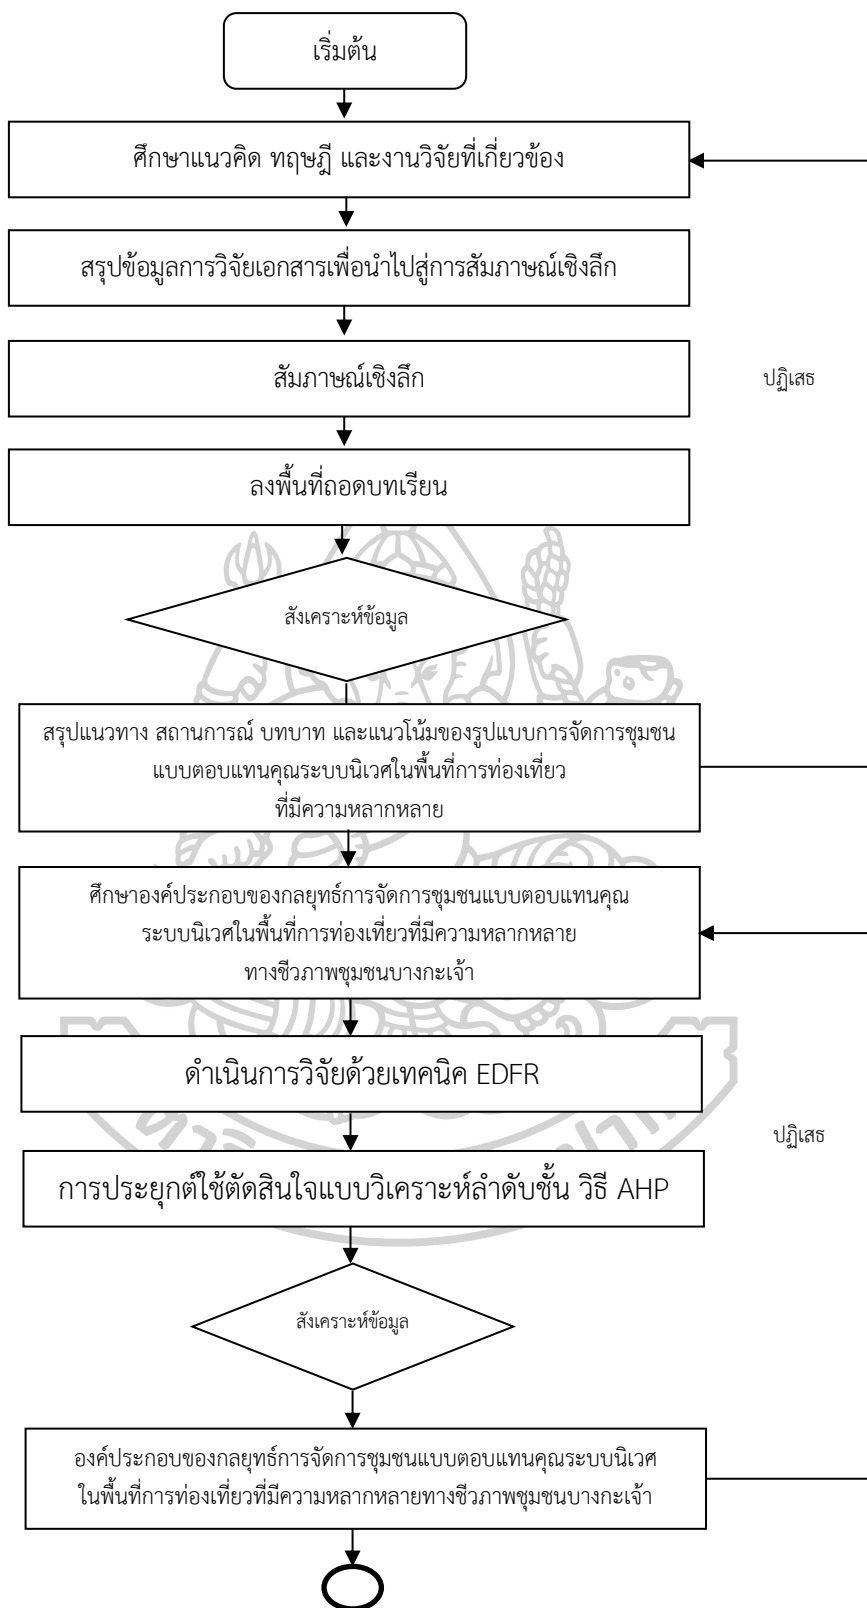 เริ่มต้น
ศึกษาแนวคิด ทฤษฎี และงานวิจัยที่เกี่ยวข้อง
สรุปข้อมูลการวิจัยเอกสารเพื่อนำไปสู่การสัมภาษณ์เชิงลึก
สัมภาษณ์เชิงลึก
ปฏิเสธ
ลงพื้นที่ถอดบทเรียน
สังเคราะห์ข้อมูล
สรุปแนวทาง สถานการณ์ บทบาท และแนวโน้มของรูปแบบการจัดการชุมชน
แบบตอบแทนคุณระบบนิเวศในพื้นที่การท่องเที่ยว
ที่มีความหลากหลาย
ศึกษาองค์ประกอบของกลยุทธ์การจัดการชุมชนแบบตอบแทนคุณ
ระบบนิเวศในพื้นที่การท่องเที่ยวที่มีความหลากหลาย
ทางชีวภาพชุมชนบางกะเจ้า
ดำเนินการวิจัยด้วยเทคนิค EDFR
ปฏิเสธ
การประยุกต์ใช้ตัดสินใจแบบวิเคราะห์ลำดับชั้น วิธี AHP
สังเคราะห์ข้อมูล
องค์ประกอบของกลยุทธ์การจัดการชุมชนแบบตอบแทนคุณระบบนิเวศ
ในพื้นที่การท่องเที่ยวที่มีความหลากหลายทางชีวภาพชุมชนบางกะเจ้า